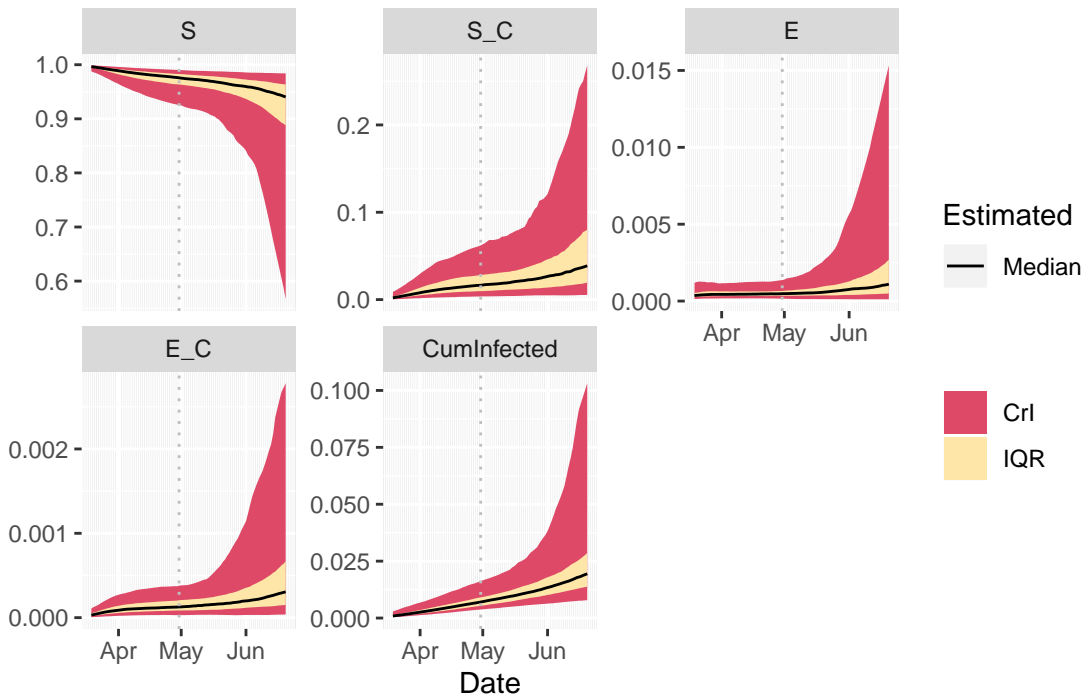 S
S_C
E
1.0
0.9
0.8
0.7
0.6
0.2
0.1
0.0
0.015
0.010
0.005
0.000
Apr May Jun
Estimated
Median
E_C
CumInfected
0.002
0.001
0.000
0.100
0.075
0.050
0.025
0.000
CrI
IQR
Apr May Jun
Apr May Jun
Date